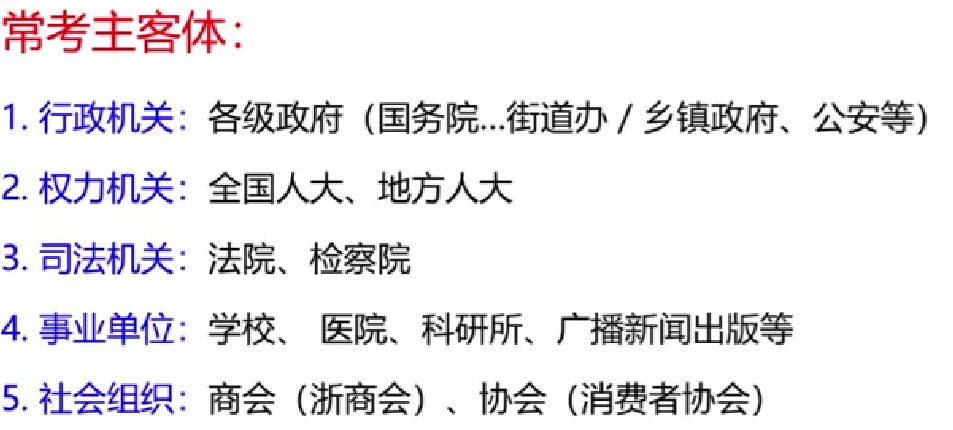 常考主客体：
1. 行政机关：各级政府（国务院...街道办 / 乡镇政府、公安等）
2. 权力机关：全国人大、地方人大
3. 司法机关：法院、检察院
4. 事业单位：学校、 医院、科研所、广播新闻出版等
5. 社会组织：商会（浙商会）、协会（消费者协会）